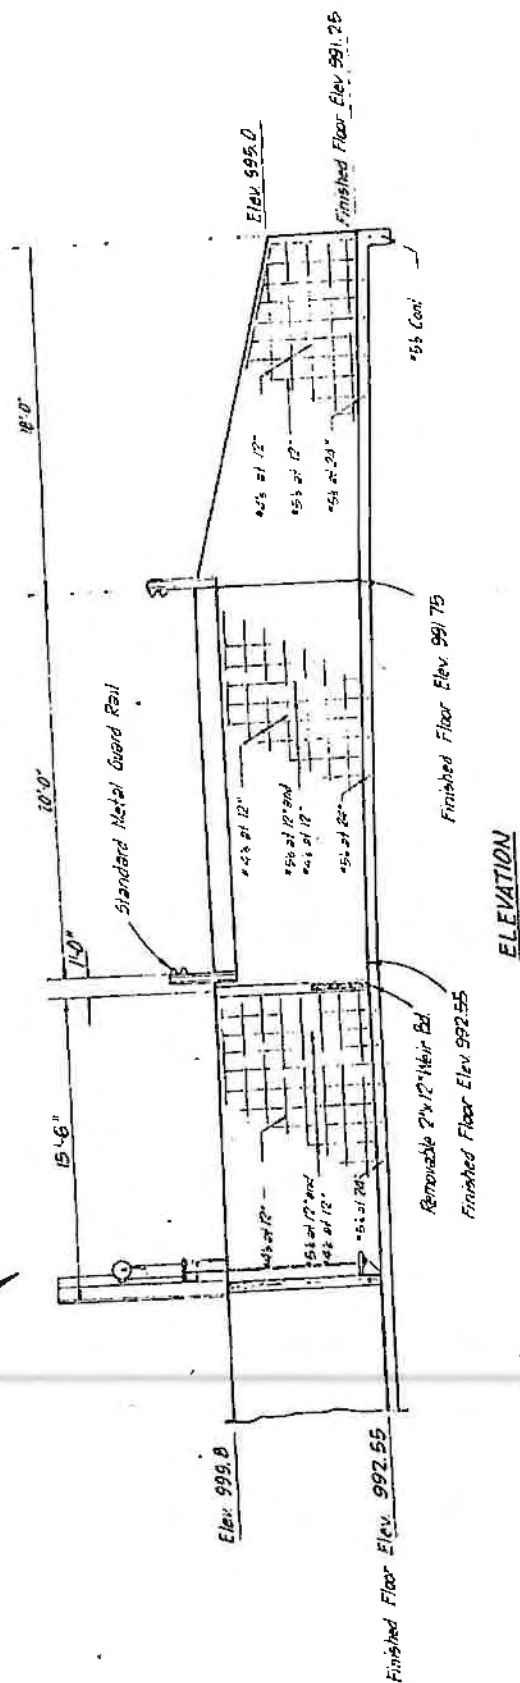 15'-6"
1'-0"
20'-0"
18'-0"
Standard Metal Guard Rail
Elev. 999.8
Elev. 995.0
#4's at 12"
#5's at 12" and
#4's at 12"
#5's at 24"
#4's at 12"
#5's at 12" and
#4's at 12"
#5's at 24"
#4's at 12"
#5's at 12"
#5's at 24"
Finished Floor Elev. 991.25
#5's Cont.
Finished Floor Elev. 992.55
Removable 2"x12" Weir Bd.
Finished Floor Elev. 992.55
Finished Floor Elev. 991.75
ELEVATION